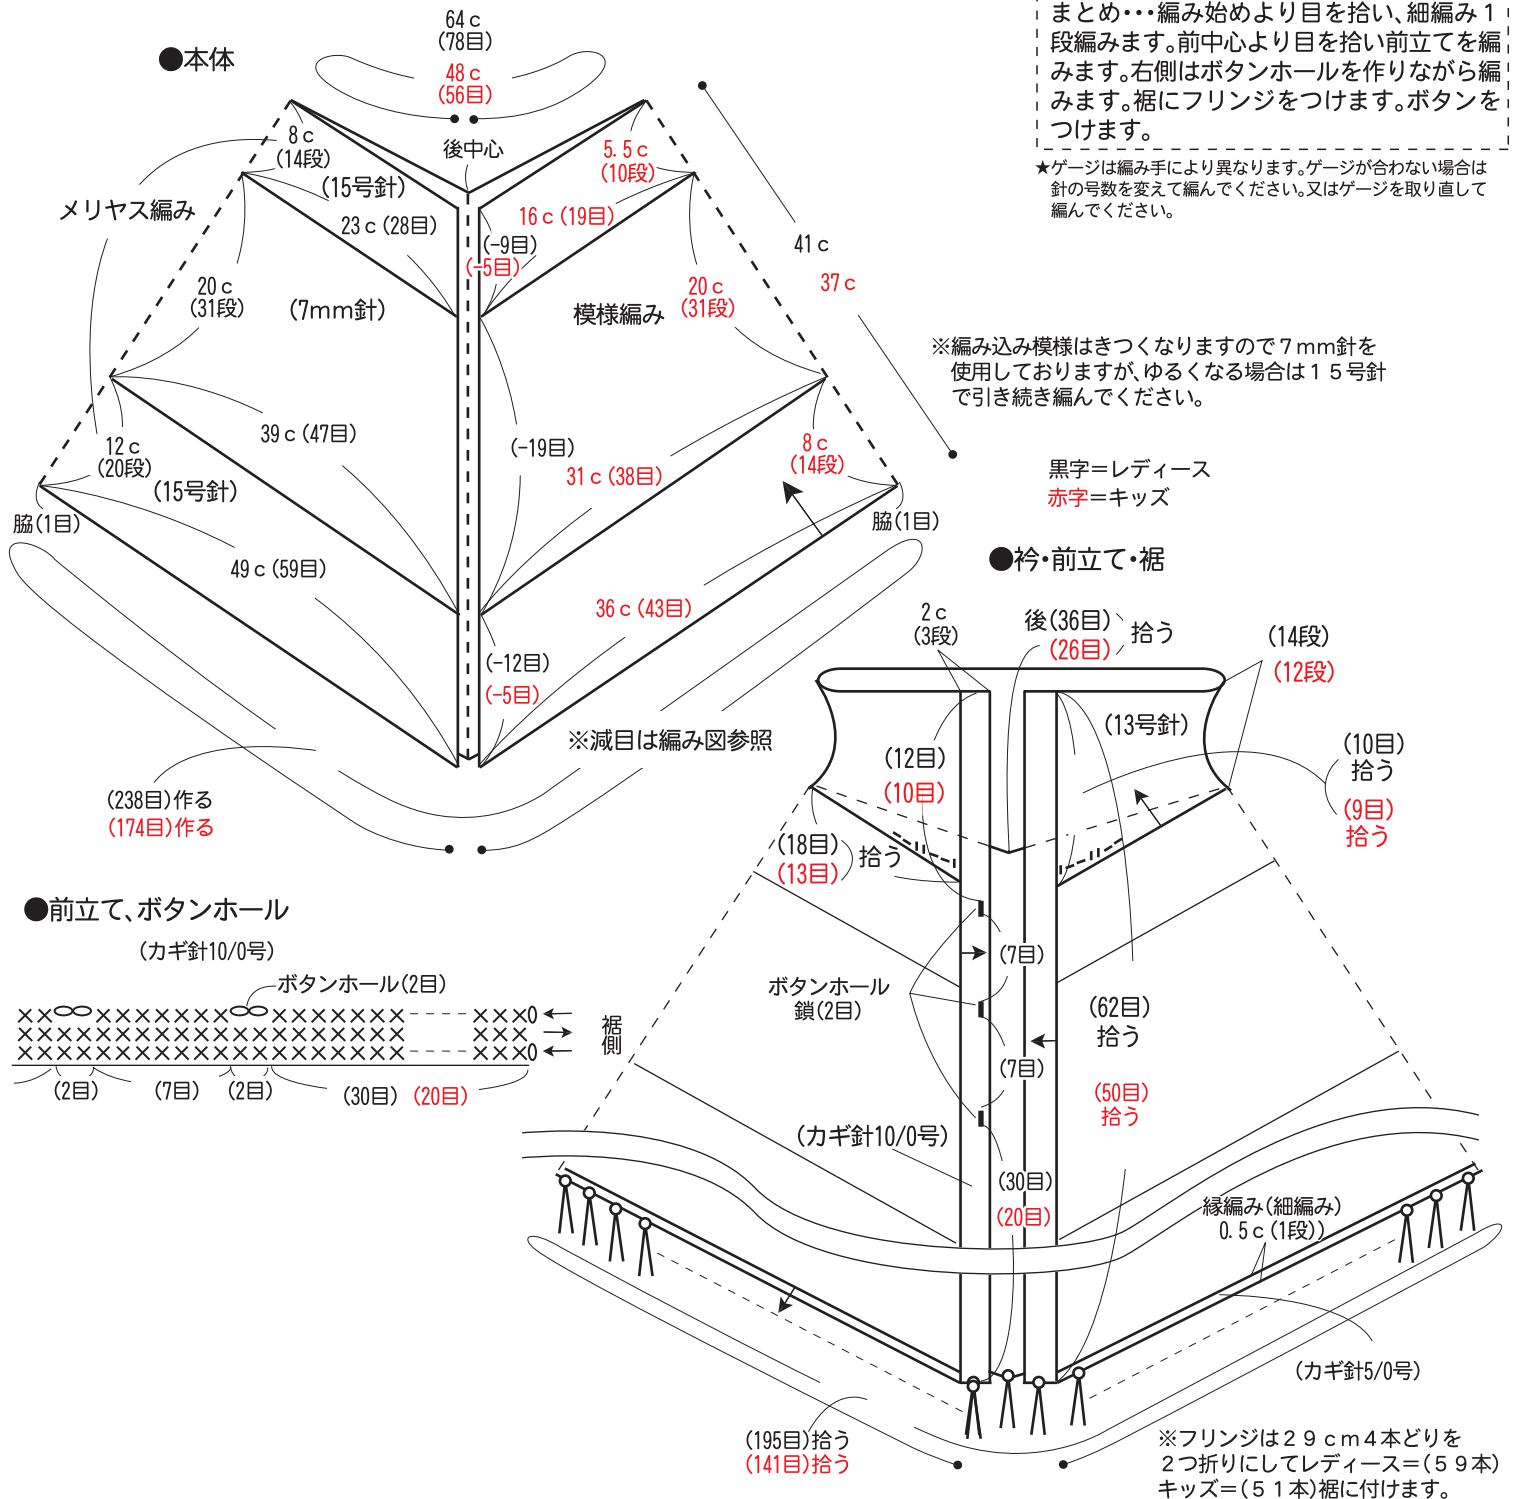 まとめ・・・編み始めより目を拾い、細編み１
段編みます。前中心より目を拾い前立てを編
みます。右側はボタンホールを作りながら編
みます。裾にフリンジをつけます。ボタンを
つけます。
★ゲージは編み手により異なります。ゲージが合わない場合は
針の号数を変えて編んでください。又はゲージを取り直して
編んでください。
●本体
64ｃ
(78目)
48ｃ
(56目)
後中心
8ｃ
(14段)
(15号針)
メリヤス編み
23ｃ(28目)
5.5ｃ
(10段)
16ｃ(19目)
(-9目)
(-5目)
41ｃ
37ｃ
20ｃ
(31段)
(7mm針)
模様編み
20ｃ
(31段)
※編み込み模様はきつくなりますので７mm針を
使用しておりますが、ゆるくなる場合は１５号針
で引き続き編んでください。
39ｃ(47目)
(-19目)
31ｃ(38目)
12ｃ
(20段)
(15号針)
8ｃ
(14段)
黒字＝レディース
赤字＝キッズ
脇(1目)
脇(1目)
49ｃ(59目)
36ｃ(43目)
(-12目)
(-5目)
※減目は編み図参照
(238目)作る
(174目)作る
●衿・前立て・裾
2ｃ
(3段)
後(36目)
(26目)
拾う
(14段)
(12段)
(13号針)
(12目)
(10目)
(10目)
拾う
(9目)
拾う
(18目)
(13目)
拾う
(7目)
ボタンホール
鎖(2目)
(62目)
拾う
(7目)
(50目)
拾う
(カギ針10/0号)
(30目)
(20目)
縁編み(細編み)
0.5ｃ(1段))
(カギ針5/0号)
(195目)拾う
(141目)拾う
※フリンジは２９ｃｍ４本どりを
２つ折りにしてレディース＝(５９本)
キッズ＝(５１本)裾に付けます。
●前立て、ボタンホール
(カギ針10/0号)
ボタンホール(2目)
裾側
(2目)
(7目)
(2目)
(30目)
(20目)